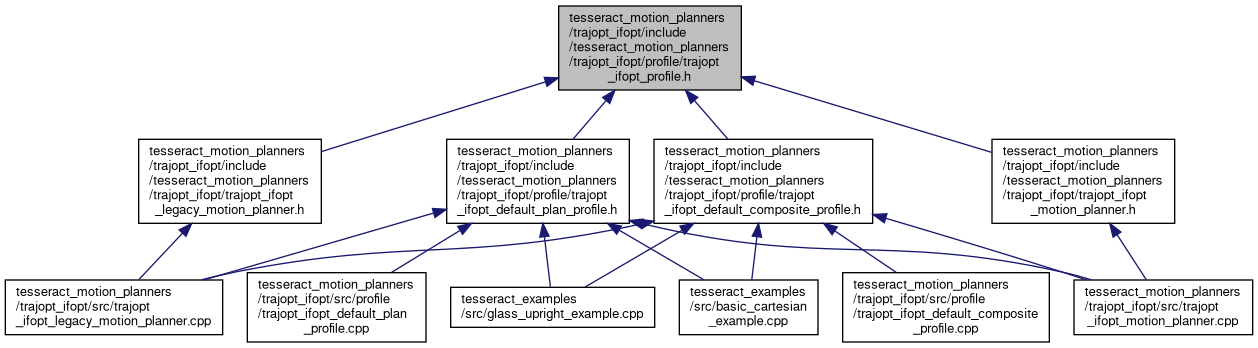 tesseract_motion_planners
/trajopt_ifopt/include
/tesseract_motion_planners
/trajopt_ifopt/profile/trajopt
_ifopt_profile.h
tesseract_motion_planners
/trajopt_ifopt/include
/tesseract_motion_planners
/trajopt_ifopt/trajopt_ifopt
_legacy_motion_planner.h
tesseract_motion_planners
/trajopt_ifopt/include
/tesseract_motion_planners
/trajopt_ifopt/profile/trajopt
_ifopt_default_plan_profile.h
tesseract_motion_planners
/trajopt_ifopt/include
/tesseract_motion_planners
/trajopt_ifopt/profile/trajopt
_ifopt_default_composite_profile.h
tesseract_motion_planners
/trajopt_ifopt/include
/tesseract_motion_planners
/trajopt_ifopt/trajopt_ifopt
_motion_planner.h
tesseract_motion_planners
/trajopt_ifopt/src/trajopt
_ifopt_legacy_motion_planner.cpp
tesseract_motion_planners
/trajopt_ifopt/src/profile
/trajopt_ifopt_default_plan
_profile.cpp
tesseract_examples
/src/glass_upright_example.cpp
tesseract_examples
/src/basic_cartesian
_example.cpp
tesseract_motion_planners
/trajopt_ifopt/src/profile
/trajopt_ifopt_default_composite
_profile.cpp
tesseract_motion_planners
/trajopt_ifopt/src/trajopt
_ifopt_motion_planner.cpp